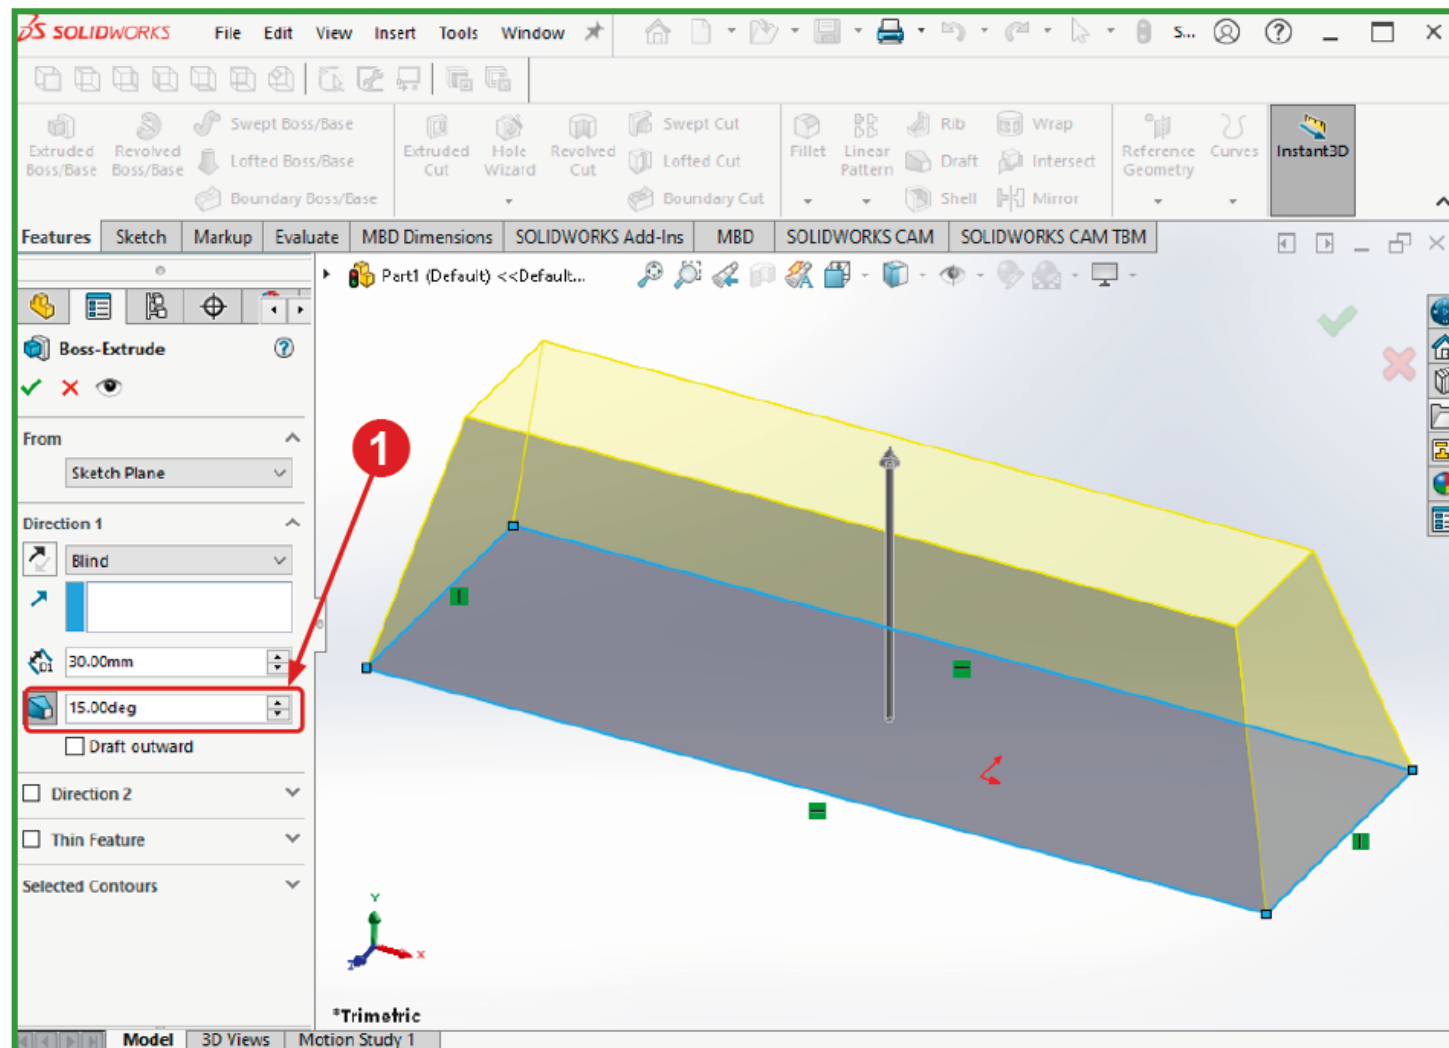 SOLIDWORKS File Edit View Insert Tools Window S...
Extruded Boss/Base
Revolved Boss/Base
Swept Boss/Base
Lofted Boss/Base
Boundary Boss/Base
Extruded Cut
Hole Wizard
Revolved Cut
Swept Cut
Lofted Cut
Boundary Cut
Fillet
Linear Pattern
Rib
Draft
Shell
Wrap
Intersect
Mirror
Reference Geometry
Curves
Instant3D
Features Sketch Markup Evaluate MBD Dimensions SOLIDWORKS Add-Ins MBD SOLIDWORKS CAM SOLIDWORKS CAM TBM
Part1 (Default) <<Default...
Boss-Extrude
From
1
Sketch Plane
Direction 1
Blind
D1 30.00mm
15.00deg
Draft outward
Direction 2
Thin Feature
Selected Contours
Y
X
Z
*Trimetric
Model 3D Views Motion Study 1